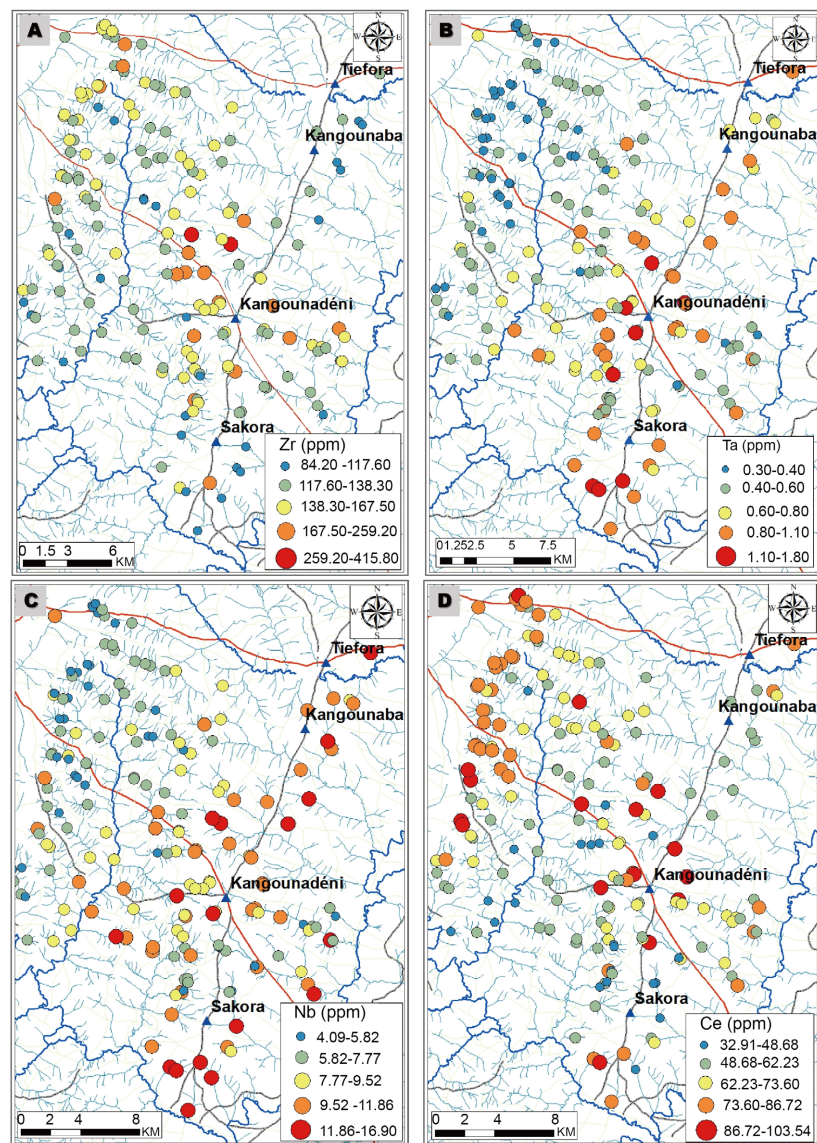 A
N
W E
S
Tiefora
Kangounaba
Kangounadéni
Sakora
Zr (ppm)
84.20 -117.60
117.60-138.30
138.30-167.50
167.50-259.20
259.20-415.80
0 1.5 3 6
KM
B
N
W E
S
Tiefora
Kangounaba
Kangounadéni
Sakora
Ta (ppm)
0.30-0.40
0.40-0.60
0.60-0.80
0.80-1.10
1.10-1.80
01.252.5 5 7.5
KM
C
N
W E
S
Tiefora
Kangounaba
Kangounadéni
Sakora
Nb (ppm)
4.09-5.82
5.82-7.77
7.77-9.52
9.52 -11.86
11.86-16.90
0 2 4 8
KM
D
N
W E
S
Tiefora
Kangounaba
Kangounadéni
Sakora
Ce (ppm)
32.91-48.68
48.68-62.23
62.23-73.60
73.60-86.72
86.72-103.54
0 2 4 8
KM